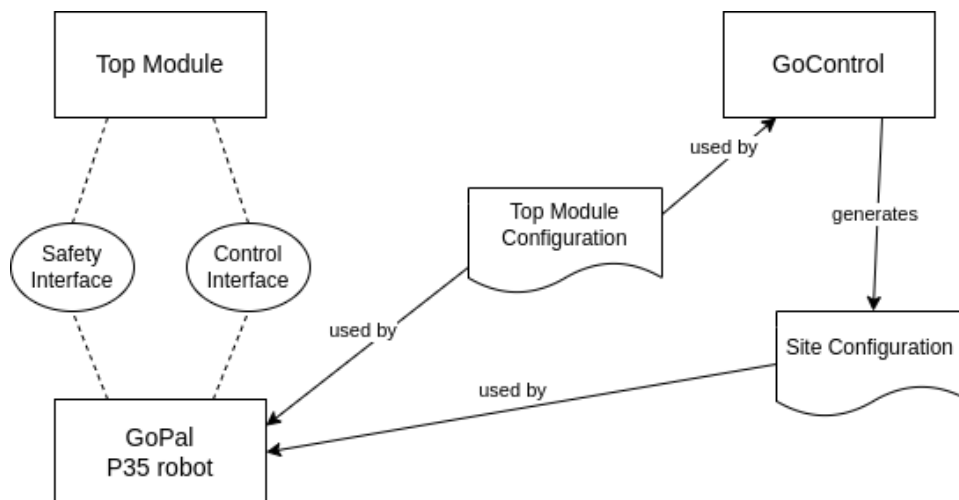 Top Module
GoControl
used by
Top Module
Configuration
generates
Safety
Interface
Control
Interface
used by
Site Configuration
used by
GoPal
P35 robot